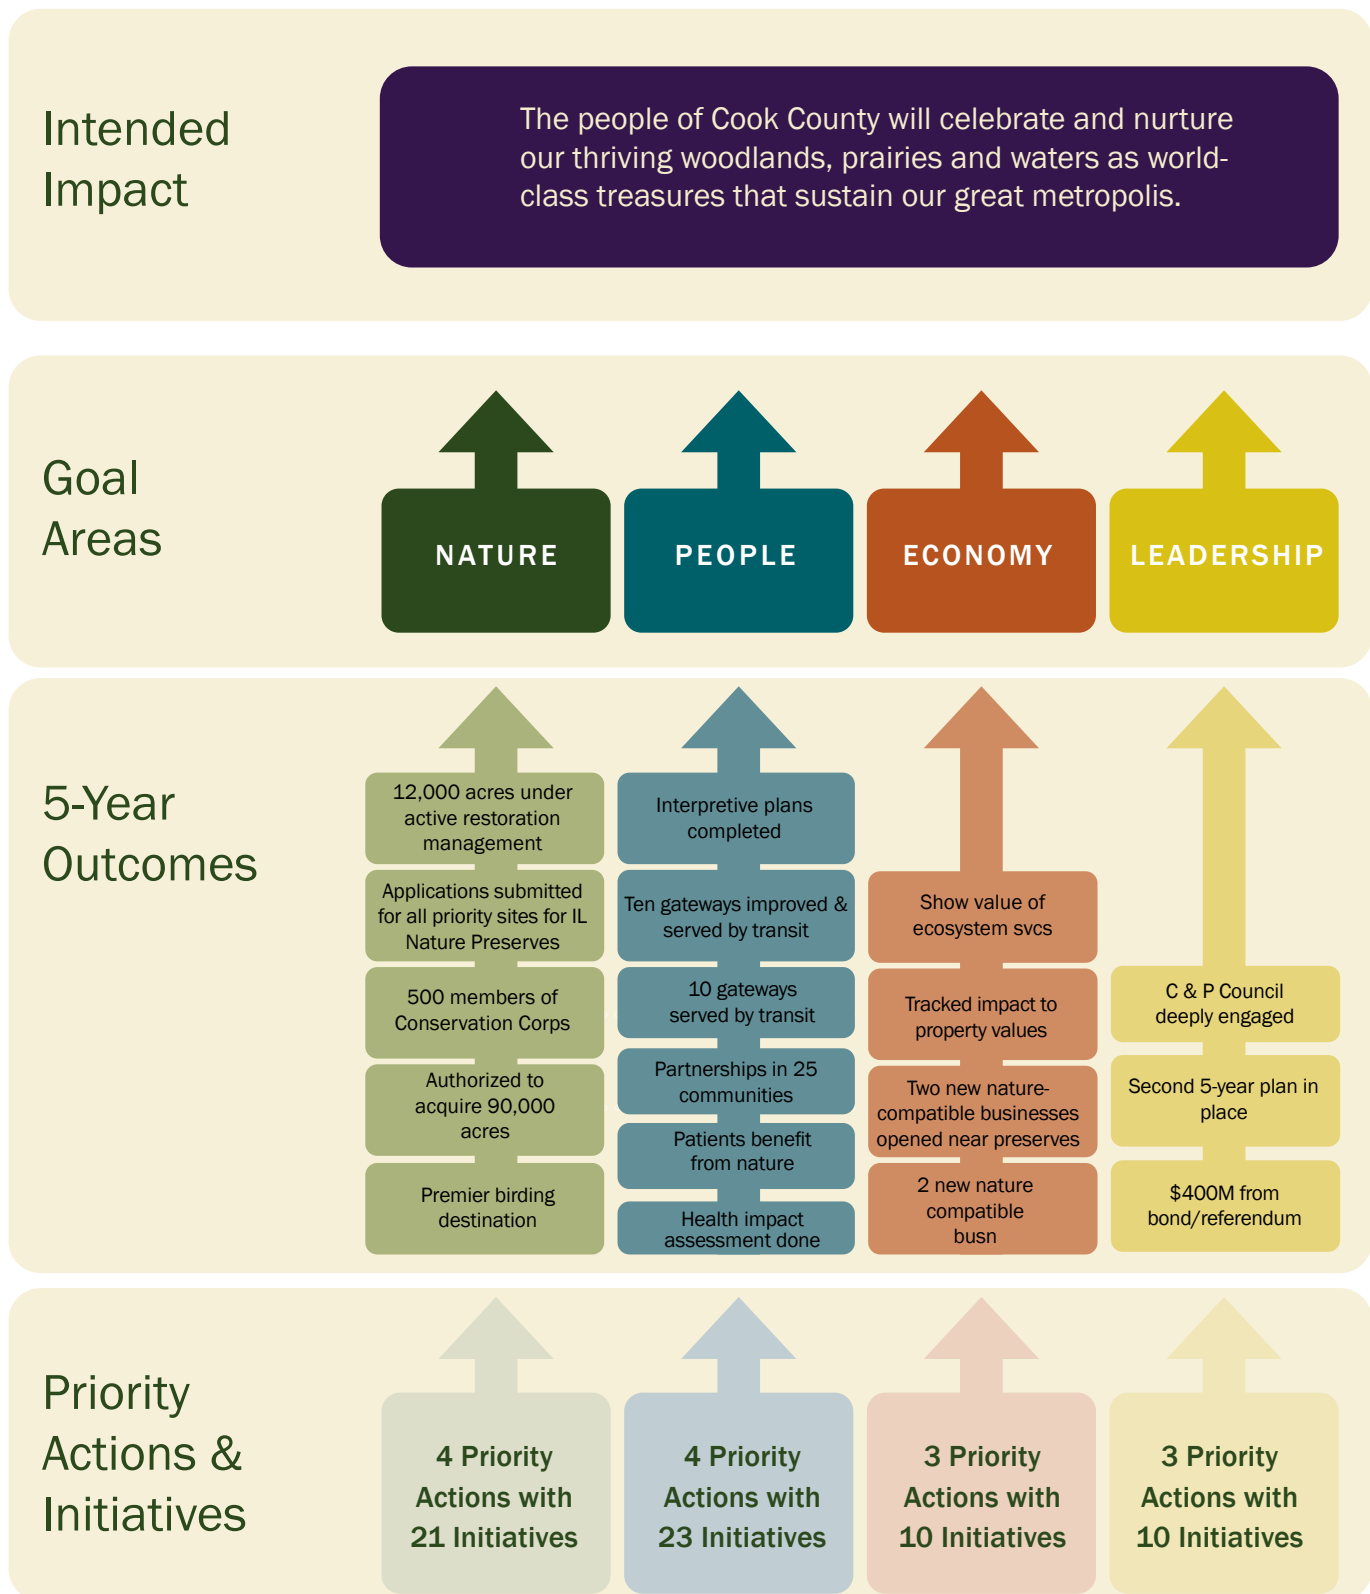 Intended
Impact
The people of Cook County will celebrate and nurture
our thriving woodlands, prairies and waters as world-
class treasures that sustain our great metropolis.
Goal
Areas
NATURE
PEOPLE
ECONOMY
LEADERSHIP
5-Year
Outcomes
12,000 acres under
active restoration
management
Applications submitted
for all priority sites for IL
Nature Preserves
500 members of
Conservation Corps
Authorized to
acquire 90,000
acres
Premier birding
destination
Interpretive plans
completed
Ten gateways improved &
served by transit
10 gateways
served by transit
Partnerships in 25
communities
Patients benefit
from nature
Health impact
assessment done
Show value of
ecosystem svcs
Tracked impact to
property values
Two new nature-
compatible businesses
opened near preserves
2 new nature
compatible
busn
C & P Council
deeply engaged
Second 5-year plan in
place
$400M from
bond/referendum
Priority
Actions &
Initiatives
4 Priority
Actions with
21 Initiatives
4 Priority
Actions with
23 Initiatives
3 Priority
Actions with
10 Initiatives
3 Priority
Actions with
10 Initiatives